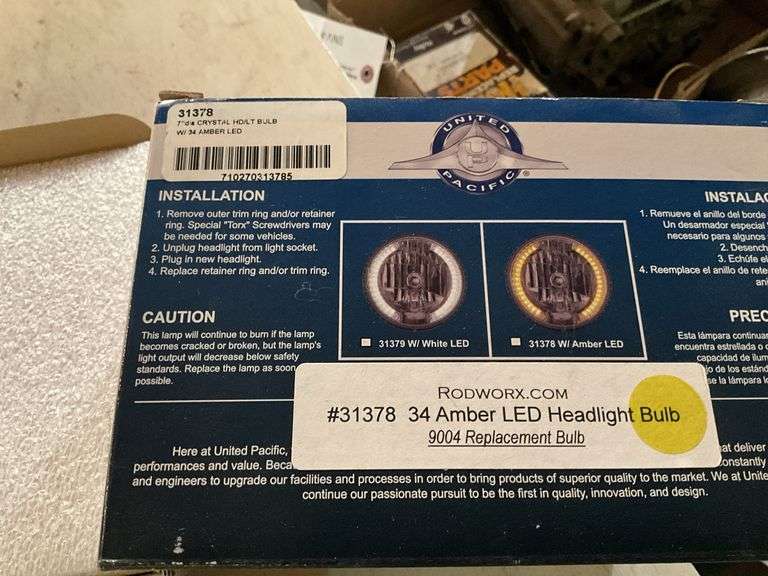 31378
7"dia CRYSTAL HD/LT BULB
W/ 34 AMBER LED
710270313785
UNITED
PACIFIC
®
INSTALLATION
1. Remove outer trim ring and/or retainer
ring. Special "Torx" Screwdrivers may
be needed for some vehicles.
2. Unplug headlight from light socket.
3. Plug in new headlight.
4. Replace retainer ring and/or trim ring.
CAUTION
This lamp will continue to burn if the lamp
becomes cracked or broken, but the lamp's
light output will decrease below safety
standards. Replace the lamp as soon
possible.
31379 W/ White LED
31378 W/ Amber LED
INSTALAC
1. Remueve el anillo del borde
Un desarmador especial
necesario para algunos
2. Desench
3. Echúfe el
4. Reemplace el anillo de rete
PREC
Esta lámpara continuar
encuentra estrellada o
capacidad de ilum
jo de los estánd
se la lámpara lo
RODWORX.COM
#31378 34 Amber LED Headlight Bulb
9004 Replacement Bulb
Here at United Pacific, at deliver
performances and value. Beca onstantly
and engineers to upgrade our facilities and processes in order to bring products of superior quality to the market. We at Unite
continue our passionate pursuit to be the first in quality, innovation, and design.
PARTS